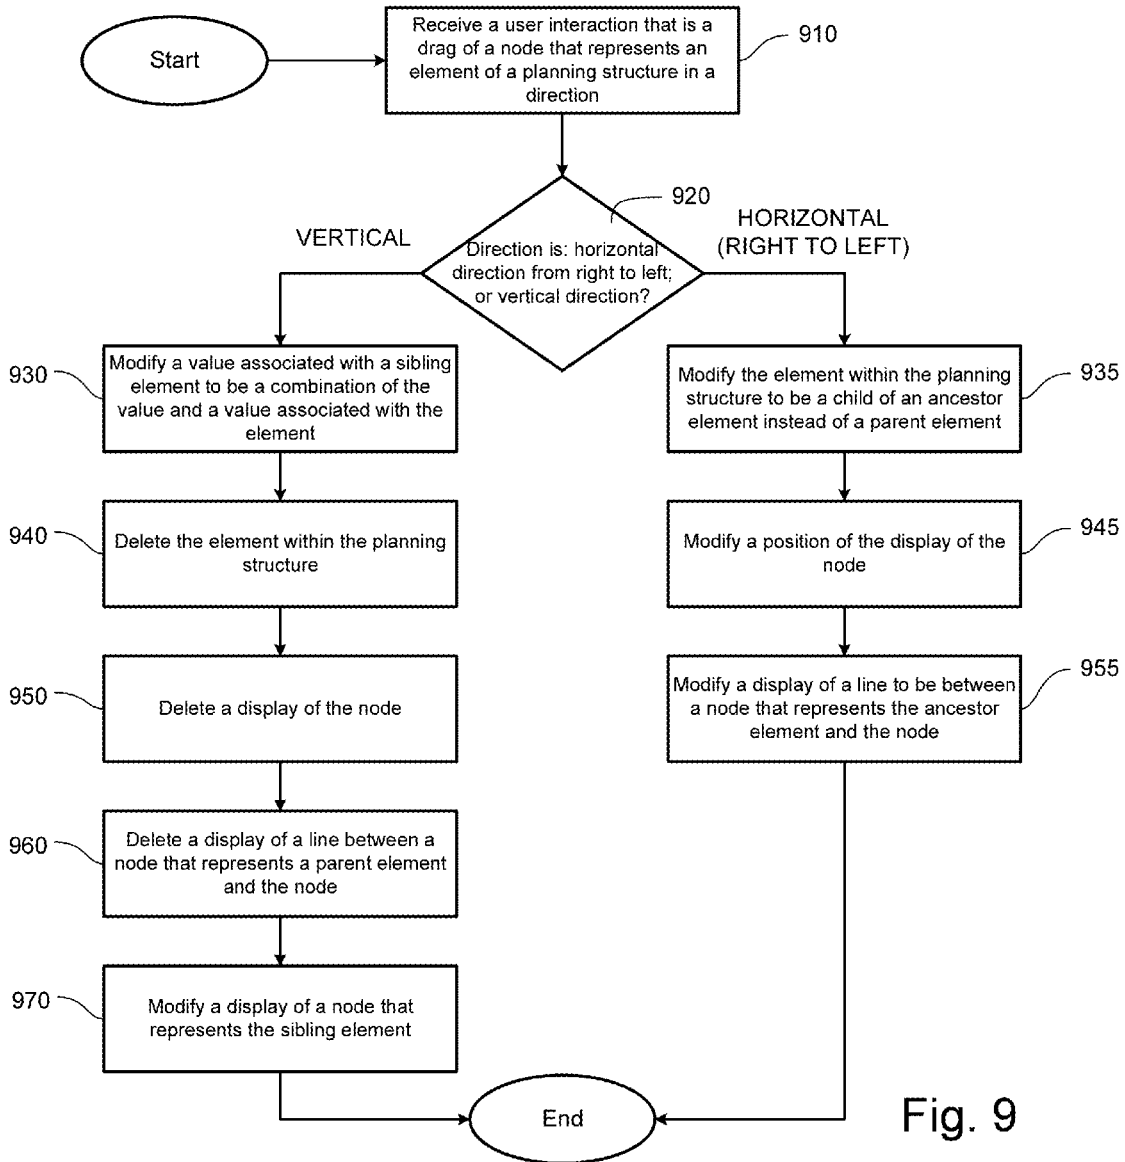 Start
Receive a user interaction that is a
drag of a node that represents an
element of a planning structure in a
direction
910
920
VERTICAL
HORIZONTAL
(RIGHT TO LEFT)
Direction is: horizontal
direction from right to left;
or vertical direction?
930
Modify a value associated with a sibling
element to be a combination of the
value and a value associated with the
element
Modify the element within the planning
structure to be a child of an ancestor
element instead of a parent element
935
940
Delete the element within the planning
structure
Modify a position of the display of the
node
945
950
Delete a display of the node
Modify a display of a line to be between
a node that represents the ancestor
element and the node
955
960
Delete a display of a line between a
node that represents a parent element
and the node
970
Modify a display of a node that
represents the sibling element
End
Fig. 9